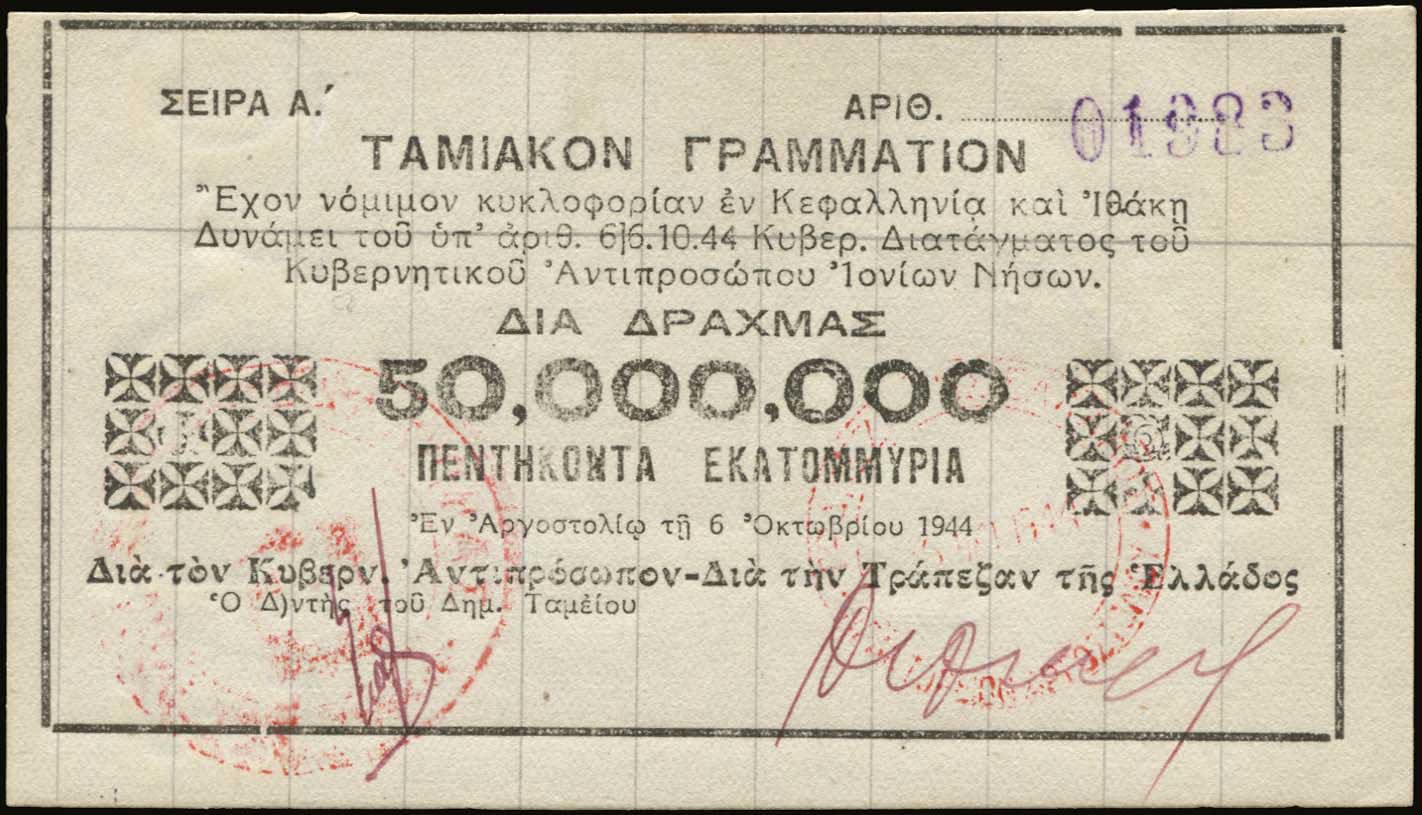 ΣΕΙΡΑ Α.΄ ΑΡΙΘ. 01983
ΤΑΜΙΑΚΟΝ ΓΡΑΜΜΑΤΙΟΝ
Ἔχον νόμιμον κυκλοφορίαν ἐν Κεφαλληνίᾳ καὶ Ἰθάκῃ
Δυνάμει τοῦ ὑπ' ἀριθ. 6)6.10.44 Κυβερ. Διατάγματος τοῦ
Κυβερνητικοῦ Ἀντιπροσώπου Ἰονίων Νήσων.
ΔΙΑ ΔΡΑΧΜΑΣ
50,000,000
ΠΕΝΤΗΚΟΝΤΑ ΕΚΑΤΟΜΜΥΡΙΑ
Ἐν Ἀργοστολίῳ τῇ 6 Ὀκτωβρίου 1944
Διὰ τὸν Κυβερν. Ἀντιπρόσωπον-Διὰ τὴν Τράπεζαν τῆς Ἑλλάδος
Ὁ Δ)ντὴς τοῦ Δημ. Ταμείου